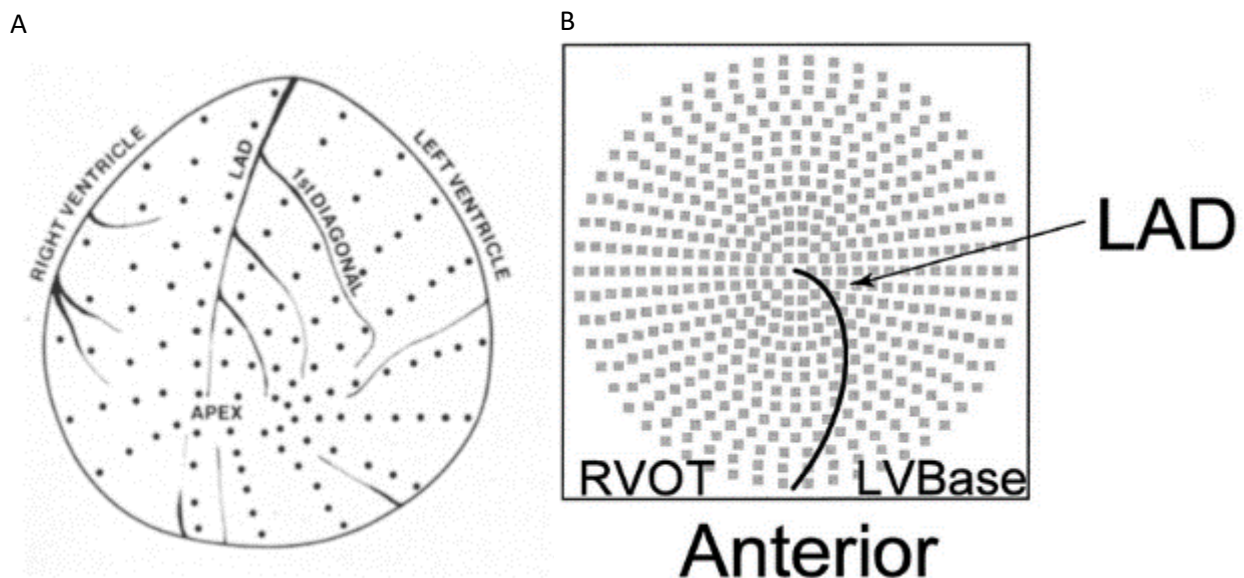 A
B
RIGHT VENTRICLE
LAD
1st DIAGONAL
LEFT VENTRICLE
APEX
LAD
RVOT
LVBase
Anterior